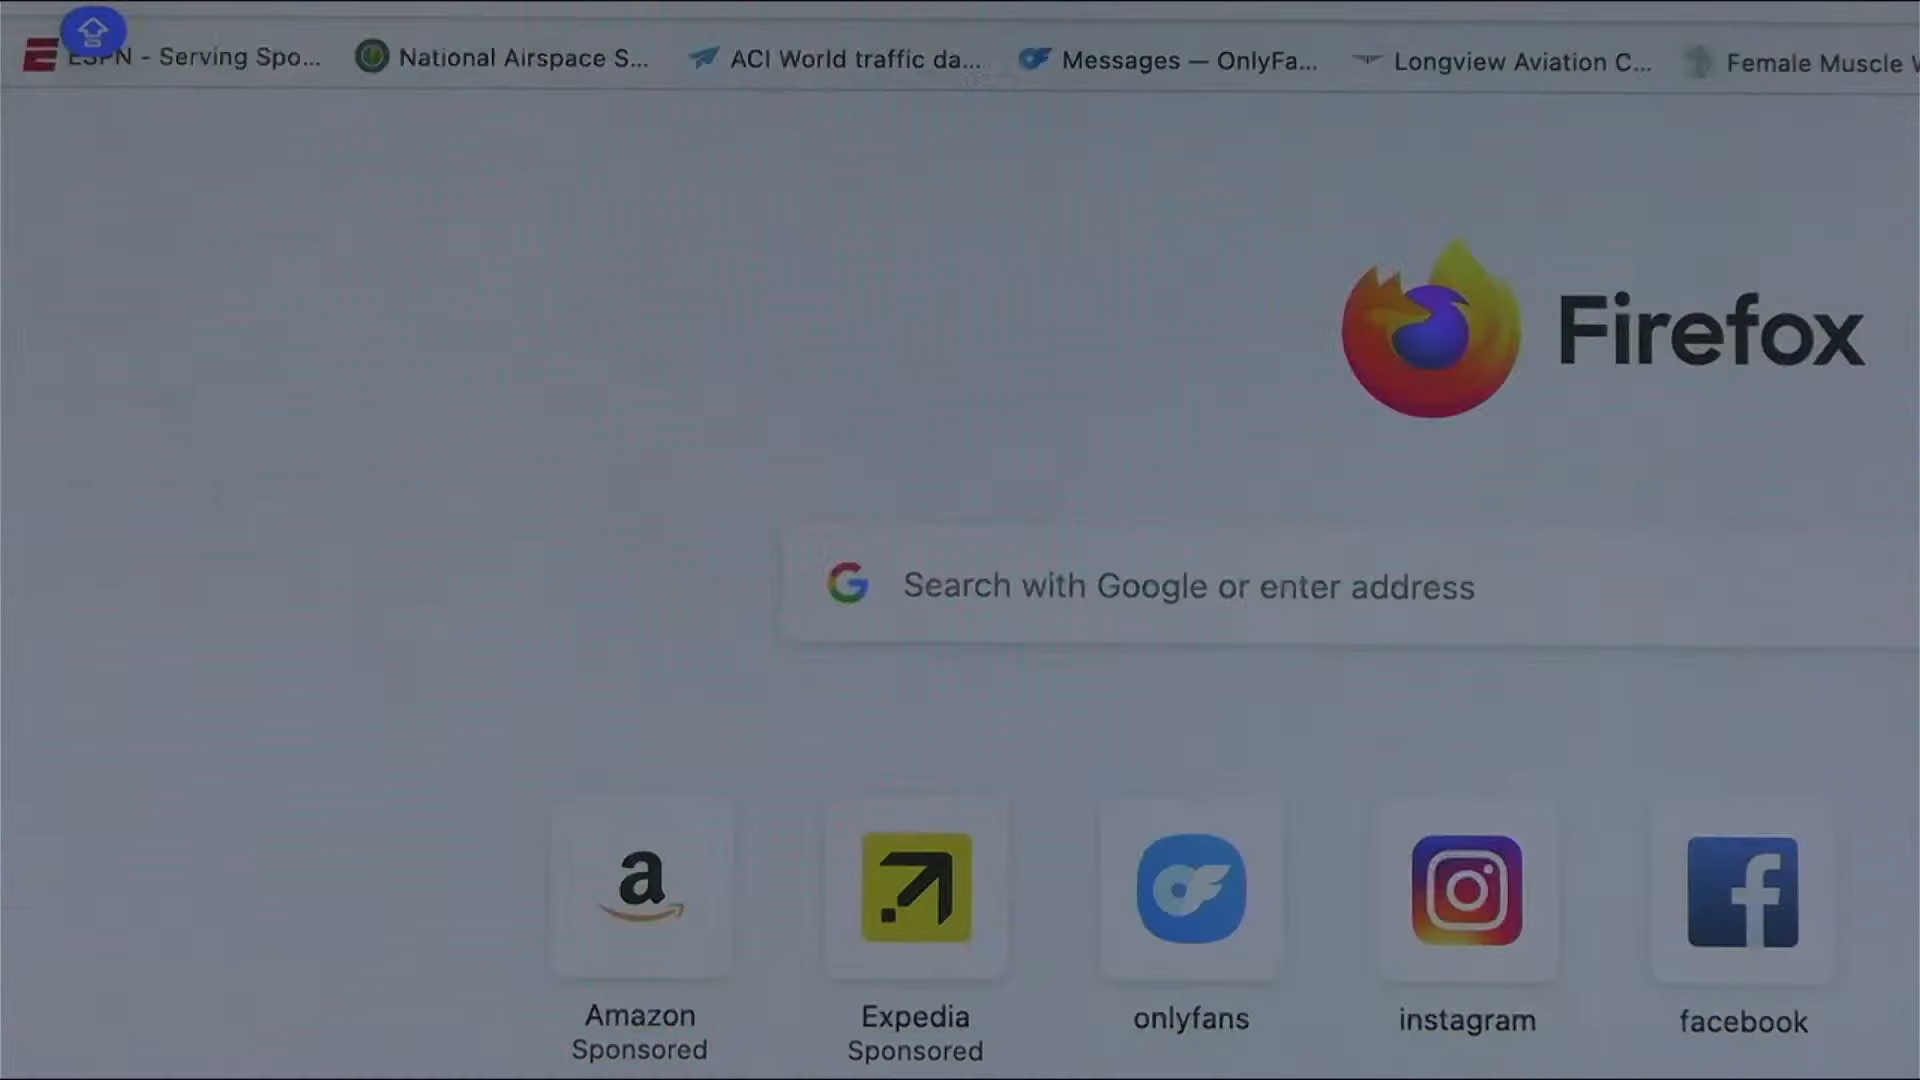 ESPN - Serving Spo...
National Airspace S...
ACI World traffic da...
Messages — OnlyFa...
Longview Aviation C...
Female Muscle
Firefox
Search with Google or enter address
Amazon
Sponsored
Expedia
Sponsored
onlyfans
instagram
facebook